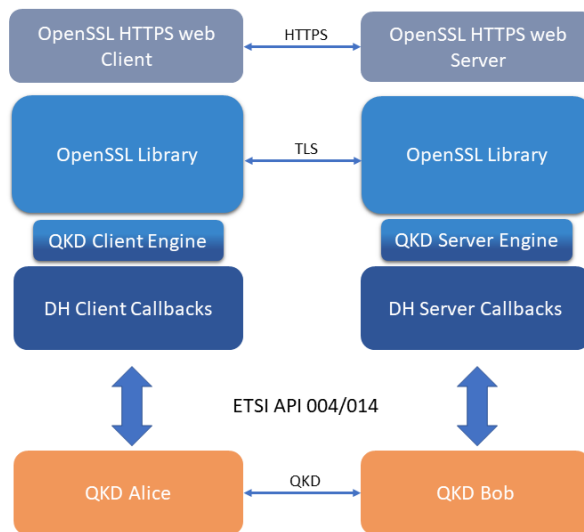 OpenSSL HTTPS web
Client
HTTPS
OpenSSL HTTPS web
Server
OpenSSL Library
TLS
OpenSSL Library
QKD Client Engine
QKD Server Engine
DH Client Callbacks
DH Server Callbacks
ETSI API 004/014
QKD Alice
QKD
QKD Bob